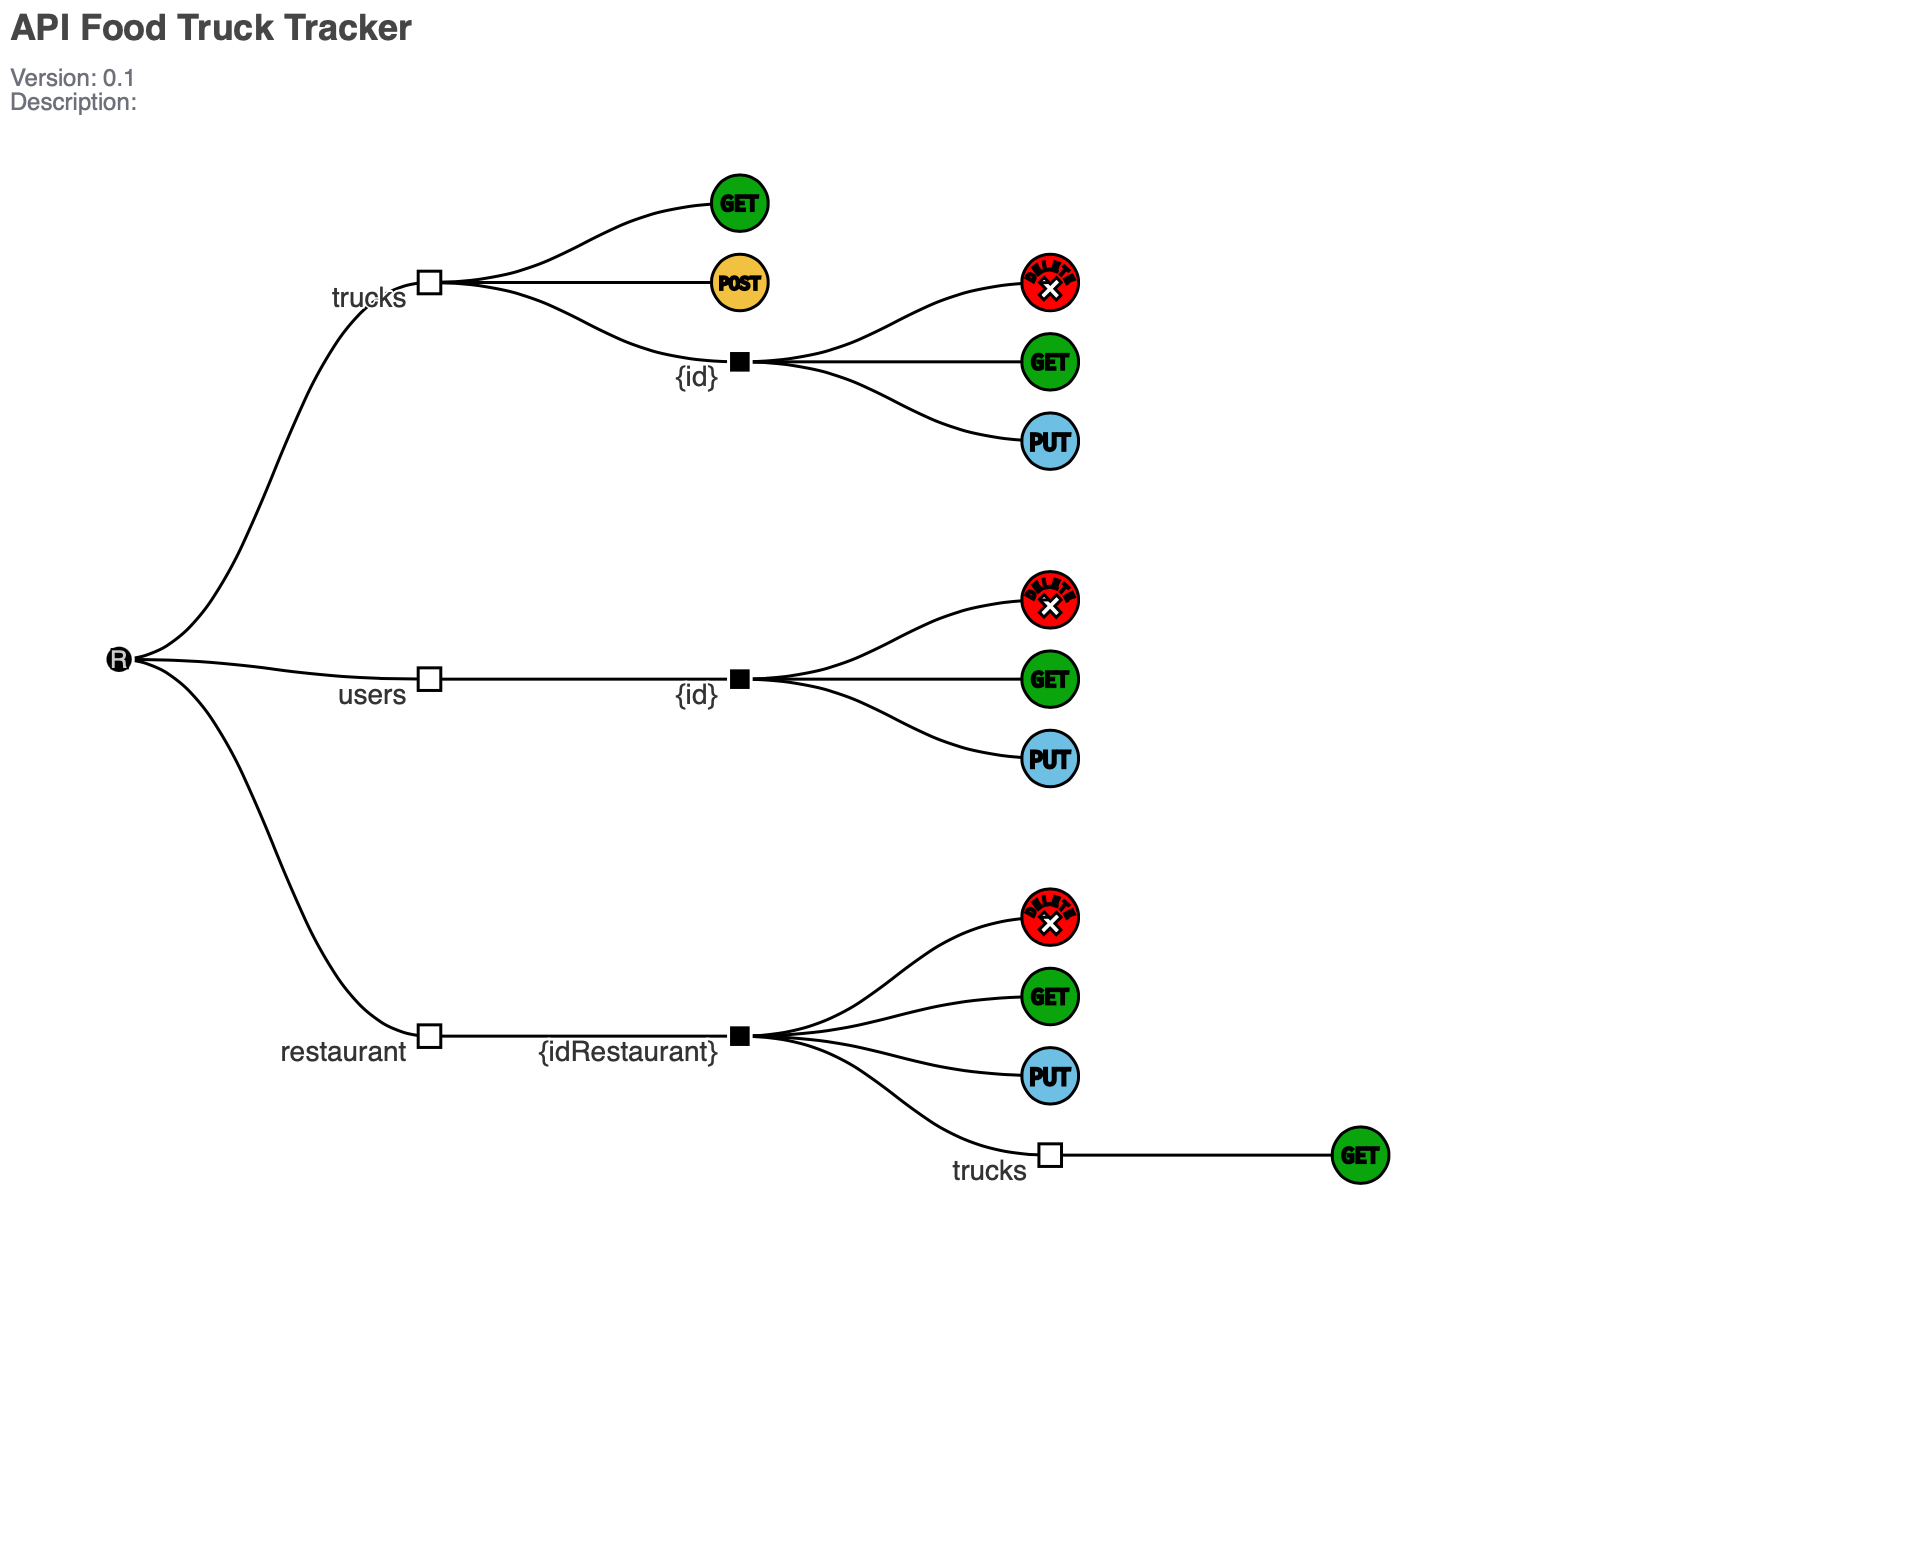 API Food Truck Tracker
Version: 0.1
Description:
GET
trucks
POST
DELETE
{id}
GET
PUT
DELETE
R
users
{id}
GET
PUT
DELETE
GET
restaurant
{idRestaurant}
PUT
trucks
GET